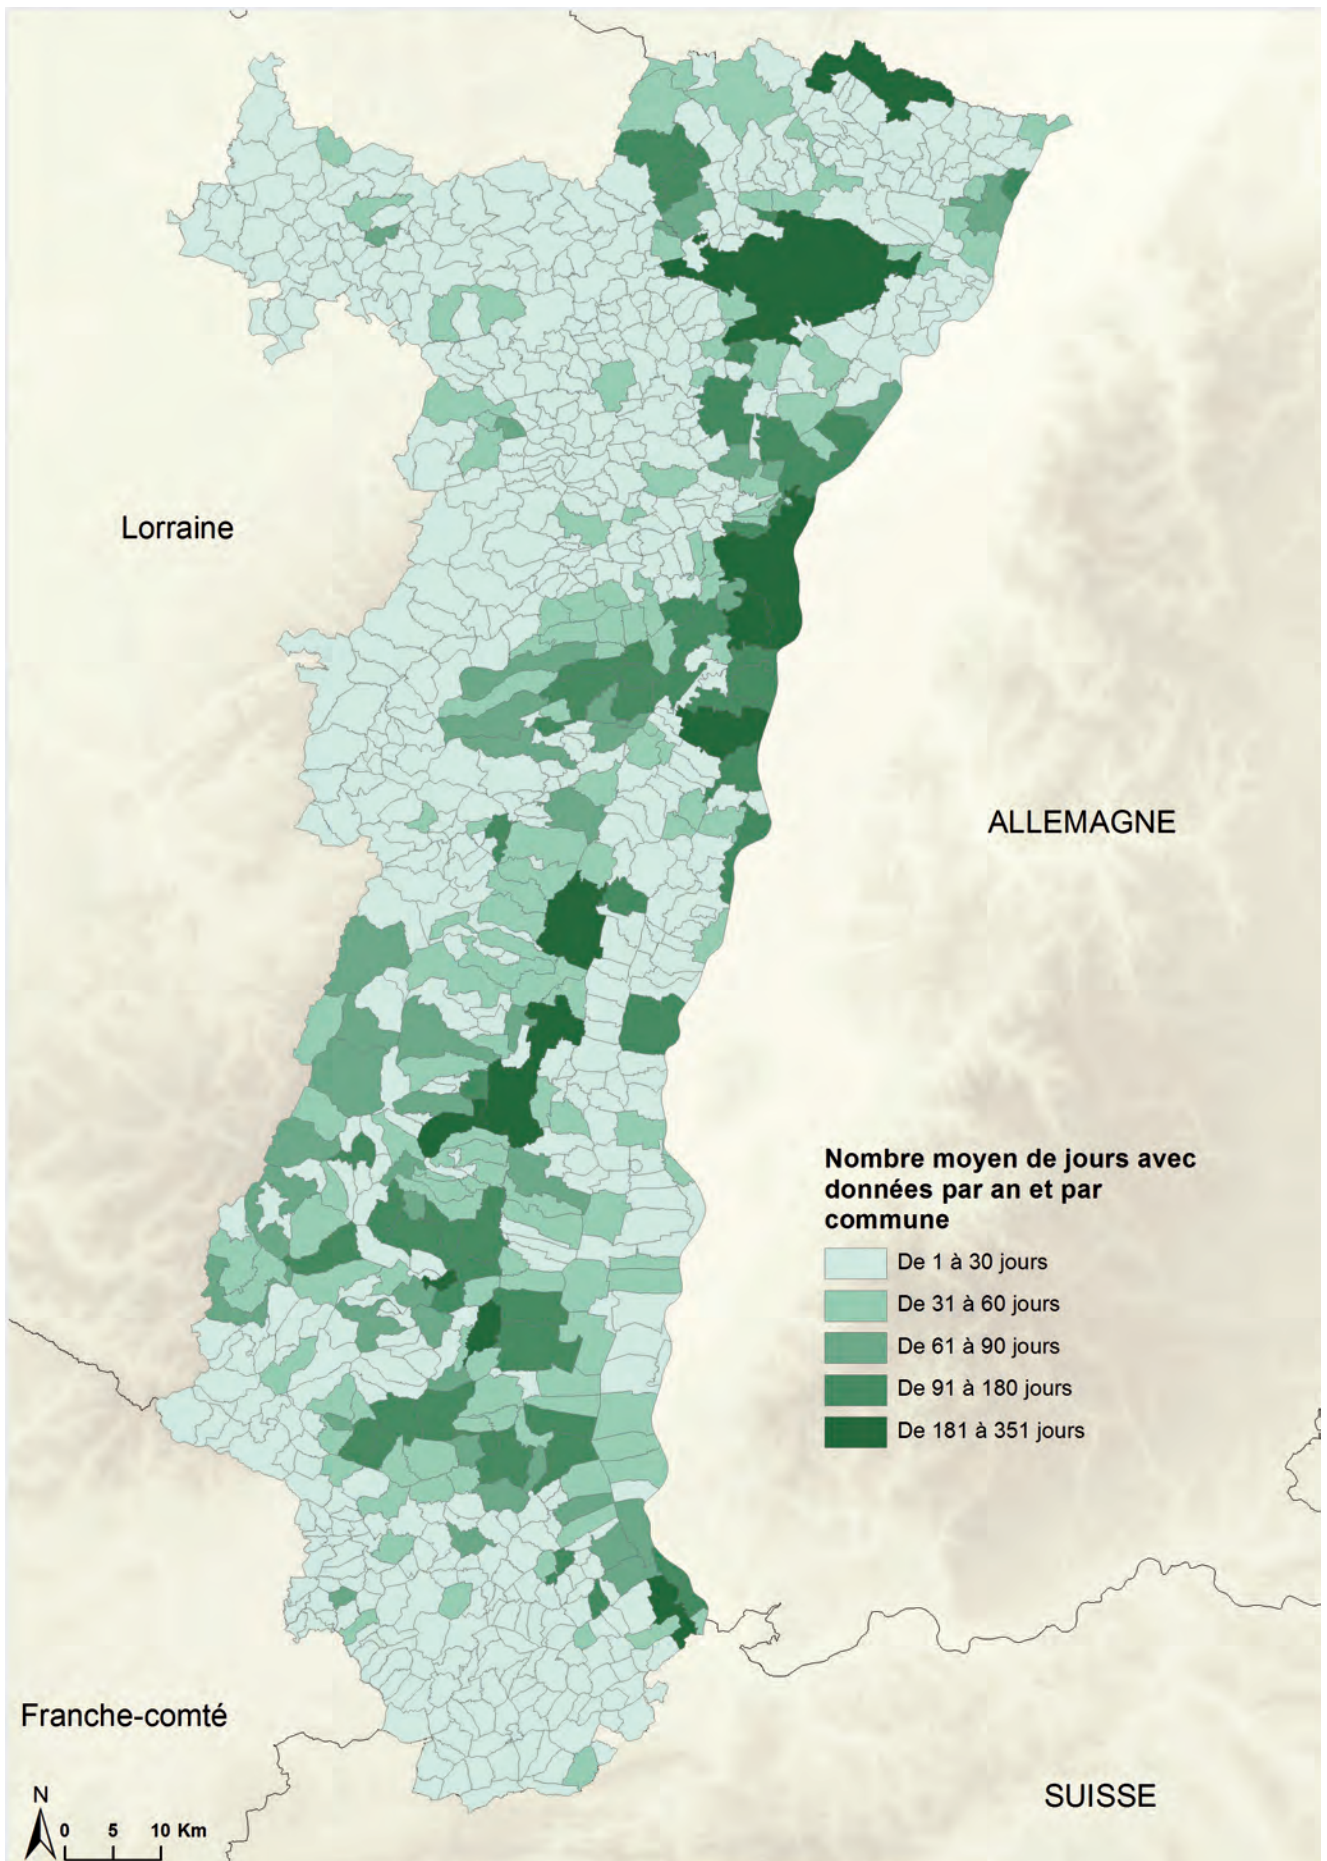 Lorraine
ALLEMAGNE
Nombre moyen de jours avec
données par an et par
commune
De 1 à 30 jours
De 31 à 60 jours
De 61 à 90 jours
De 91 à 180 jours
De 181 à 351 jours
Franche-comté
SUISSE
N
0 5 10 Km